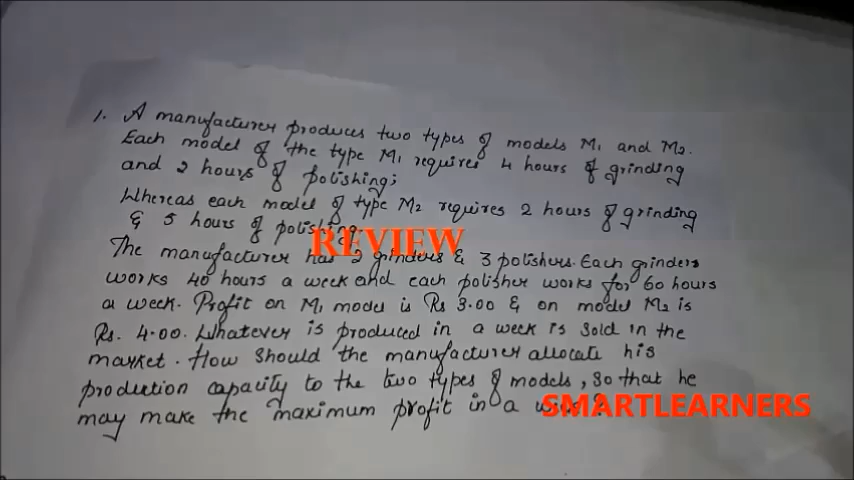 1. A manufacturer produces two types of models M1 and M2.
Each model of the type M1 requires 4 hours of grinding
and 2 hours of polishing;
Whereas each model of type M2 requires 2 hours of grinding
& 5 hours of polishing.
REVIEW
The manufacturer has 2 grinders & 3 polishers. Each grinders
works 40 hours a week and each polisher works for 60 hours
a week. Profit on M1 model is Rs 3.00 & on model M2 is
Rs. 4.00. Whatever is produced in a week is sold in the
market. How should the manufacturer allocate his
production capacity to the two types of models, so that he
may make the maximum profit in a
SMARTLEARNERS